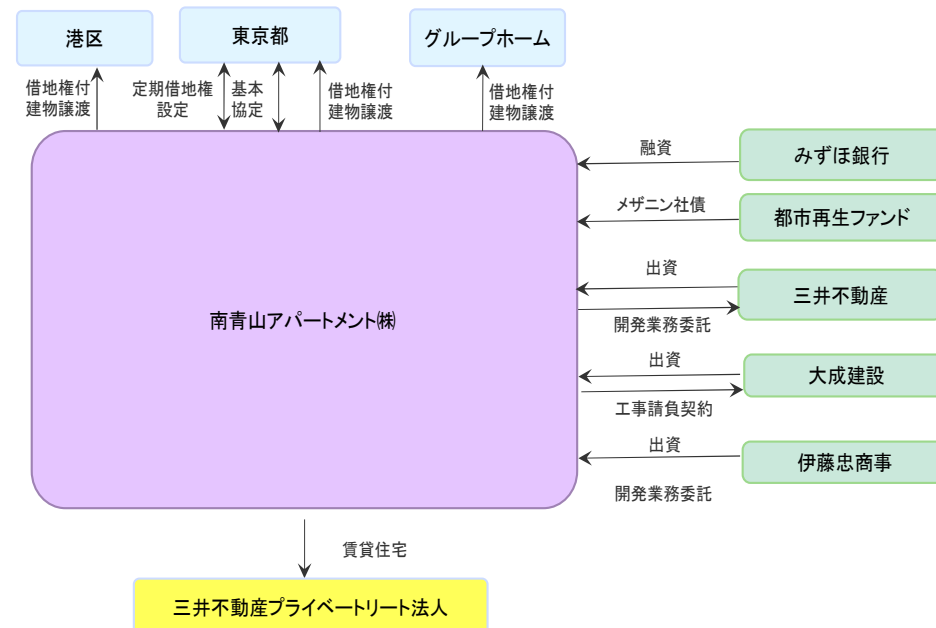 港区
東京都
グループホーム
借地権付
建物譲渡
定期借地権
設定
基本
協定
借地権付
建物譲渡
借地権付
建物譲渡
融資
みずほ銀行
メザニン社債
都市再生ファンド
出資
三井不動産
開発業務委託
南青山アパートメント㈱
出資
大成建設
工事請負契約
出資
伊藤忠商事
開発業務委託
賃貸住宅
三井不動産プライベートリート法人